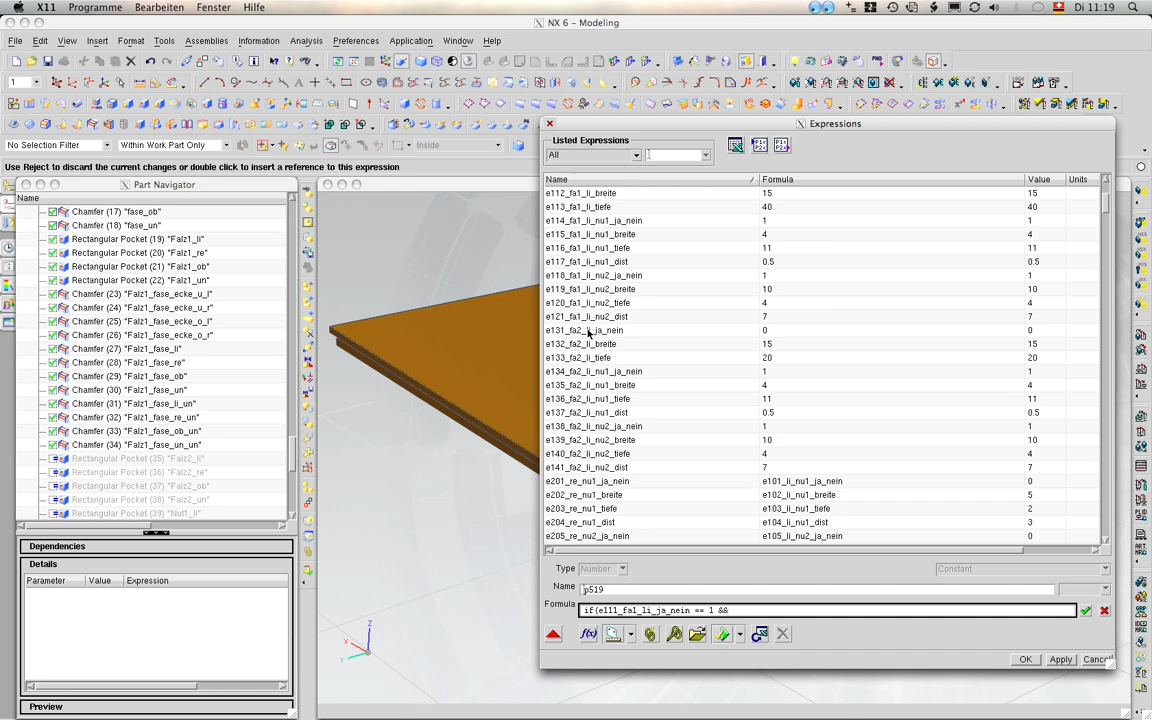 X11 Programme Bearbeiten Fenster Hilfe
Di 11:19
NX 6 – Modeling
File Edit View Insert Format Tools Assemblies Information Analysis Preferences Application Window Help
1
No Selection Filter Within Work Part Only Inside
Use Reject to discard the current changes or double click to insert a reference to this expression
Part Navigator
Name
Chamfer (17) "fase_ob"
Chamfer (18) "fase_un"
Rectangular Pocket (19) "Falz1_li"
Rectangular Pocket (20) "Falz1_re"
Rectangular Pocket (21) "Falz1_ob"
Rectangular Pocket (22) "Falz1_un"
Chamfer (23) "Falz1_fase_ecke_u_l"
Chamfer (24) "Falz1_fase_ecke_u_r"
Chamfer (25) "Falz1_fase_ecke_o_l"
Chamfer (26) "Falz1_fase_ecke_o_r"
Chamfer (27) "Falz1_fase_li"
Chamfer (28) "Falz1_fase_re"
Chamfer (29) "Falz1_fase_ob"
Chamfer (30) "Falz1_fase_un"
Chamfer (31) "Falz1_fase_li_un"
Chamfer (32) "Falz1_fase_re_un"
Chamfer (33) "Falz1_fase_ob_un"
Chamfer (34) "Falz1_fase_un_un"
Rectangular Pocket (35) "Falz2_li"
Rectangular Pocket (36) "Falz2_re"
Rectangular Pocket (37) "Falz2_ob"
Rectangular Pocket (38) "Falz2_un"
Rectangular Pocket (39) "Nut1_li"
Dependencies
Details
Parameter Value Expression
Preview
Z
X
Y
Expressions
Listed Expressions
All
Name Formula Value Units
e112_fa1_li_breite 15 15
e113_fa1_li_tiefe 40 40
e114_fa1_li_nu1_ja_nein 1 1
e115_fa1_li_nu1_breite 4 4
e116_fa1_li_nu1_tiefe 11 11
e117_fa1_li_nu1_dist 0.5 0.5
e118_fa1_li_nu2_ja_nein 1 1
e119_fa1_li_nu2_breite 10 10
e120_fa1_li_nu2_tiefe 4 4
e121_fa1_li_nu2_dist 7 7
e131_fa2_li_ja_nein 0 0
e132_fa2_li_breite 15 15
e133_fa2_li_tiefe 20 20
e134_fa2_li_nu1_ja_nein 1 1
e135_fa2_li_nu1_breite 4 4
e136_fa2_li_nu1_tiefe 11 11
e137_fa2_li_nu1_dist 0.5 0.5
e138_fa2_li_nu2_ja_nein 1 1
e139_fa2_li_nu2_breite 10 10
e140_fa2_li_nu2_tiefe 4 4
e141_fa2_li_nu2_dist 7 7
e201_re_nu1_ja_nein e101_li_nu1_ja_nein 0
e202_re_nu1_breite e102_li_nu1_breite 5
e203_re_nu1_tiefe e103_li_nu1_tiefe 2
e204_re_nu1_dist e104_li_nu1_dist 3
e205_re_nu2_ja_nein e105_li_nu2_ja_nein 0
Type Number Constant
Name p519
Formula if(e111_fa1_li_ja_nein == 1 &&
f(x)
OK Apply Cancel